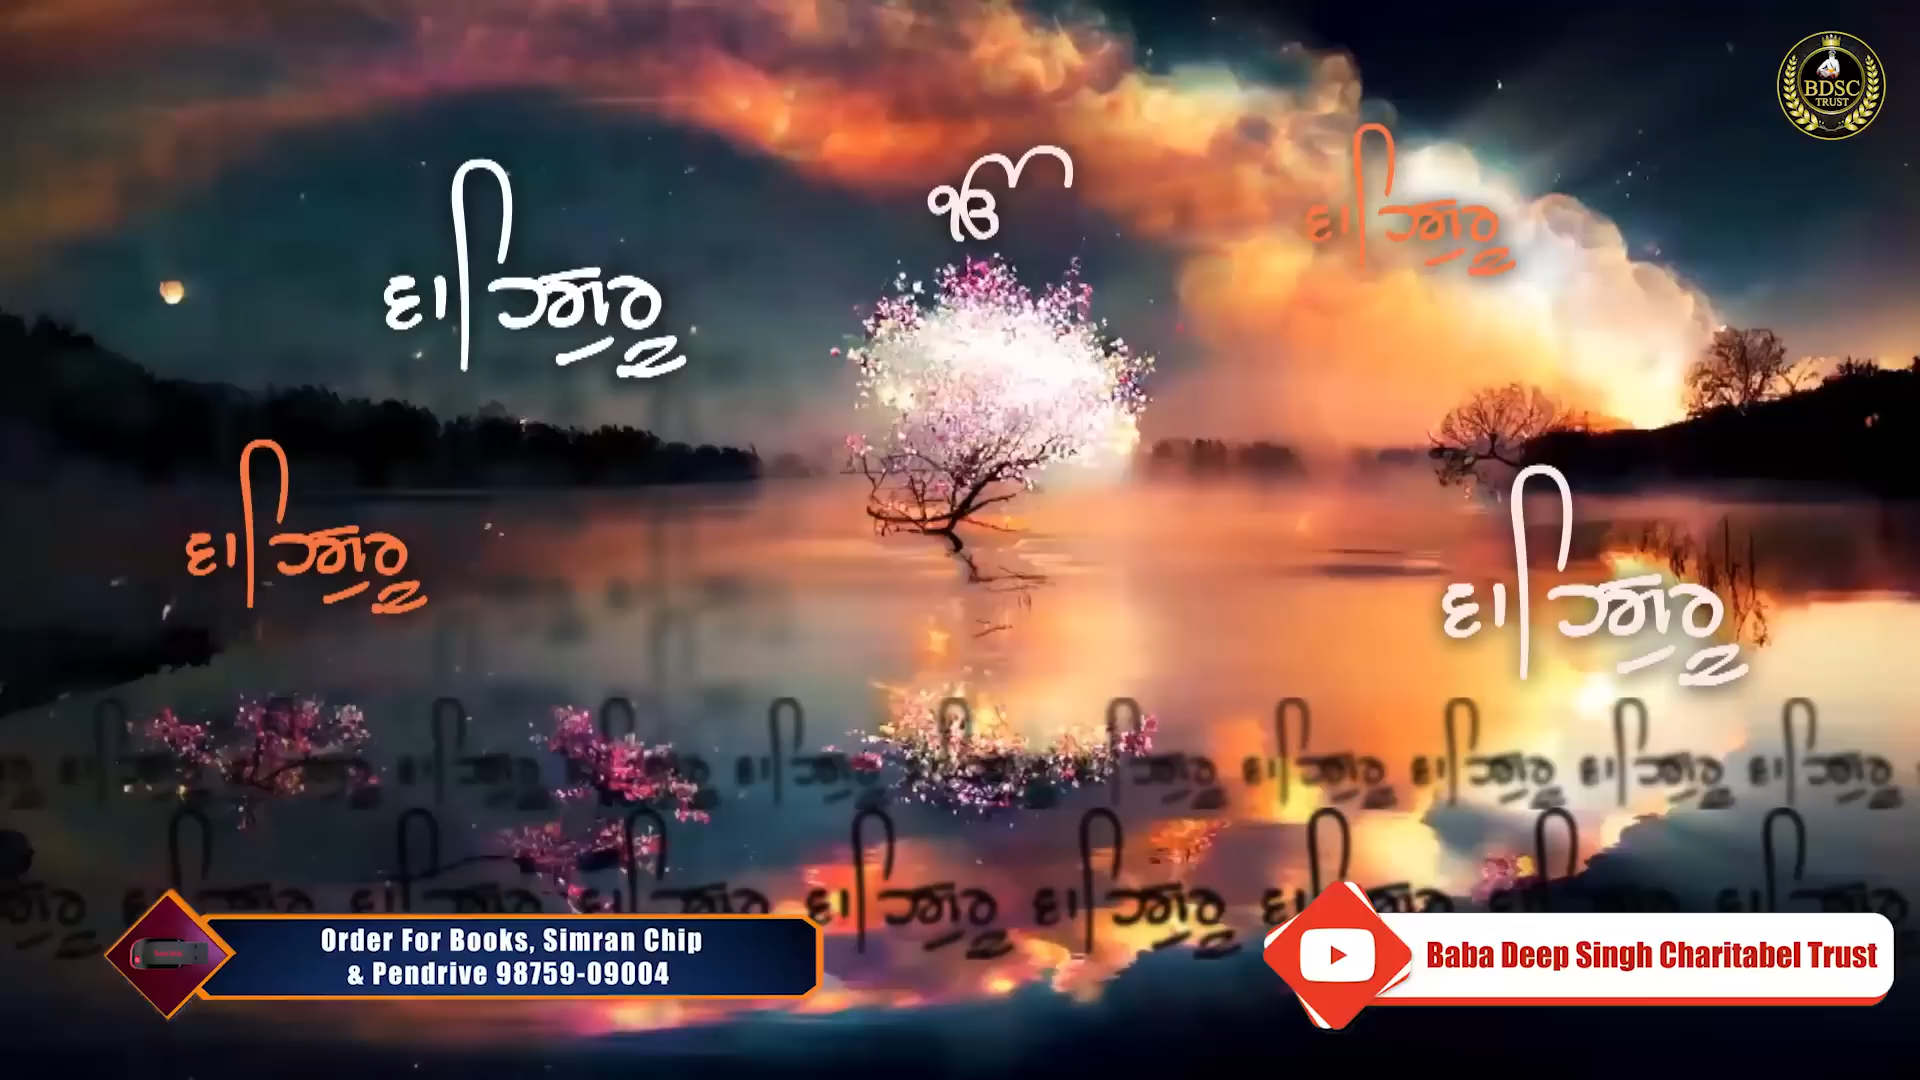 BDSC
TRUST
ੴ
ਵਾਹਿਗੁਰੂ
ਵਾਹਿਗੁਰੂ
ਵਾਹਿਗੁਰੂ
ਵਾਹਿਗੁਰੂ
ਵਾਹਿਗੁਰੂ ਵਾਹਿਗੁਰੂ ਵਾਹਿਗੁਰੂ ਵਾਹਿਗੁਰੂ ਵਾਹਿਗੁਰੂ ਵਾਹਿਗੁਰੂ ਵਾਹਿਗੁਰੂ ਵਾਹਿਗੁਰੂ ਵਾਹਿਗੁਰੂ ਵਾਹਿਗੁਰੂ ਵਾਹਿਗੁਰੂ
ਵਾਹਿਗੁਰੂ ਵਾਹਿਗੁਰੂ ਵਾਹਿਗੁਰੂ ਵਾਹਿਗੁਰੂ ਵਾਹਿਗੁਰੂ ਵਾਹਿਗੁਰੂ ਵਾਹਿਗੁਰੂ ਵਾਹਿਗੁਰੂ
Order For Books, Simran Chip
& Pendrive 98759-09004
Baba Deep Singh Charitabel Trust